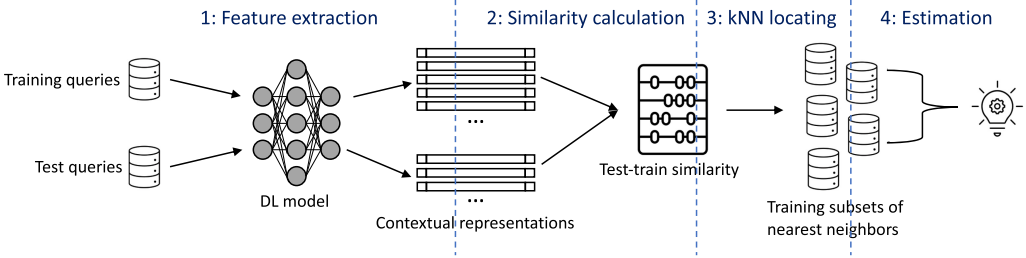 1: Feature extraction
2: Similarity calculation
3: kNN locating
4: Estimation
Training queries
Test queries
DL model
...
...
Contextual representations
Test-train similarity
Training subsets of
nearest neighbors